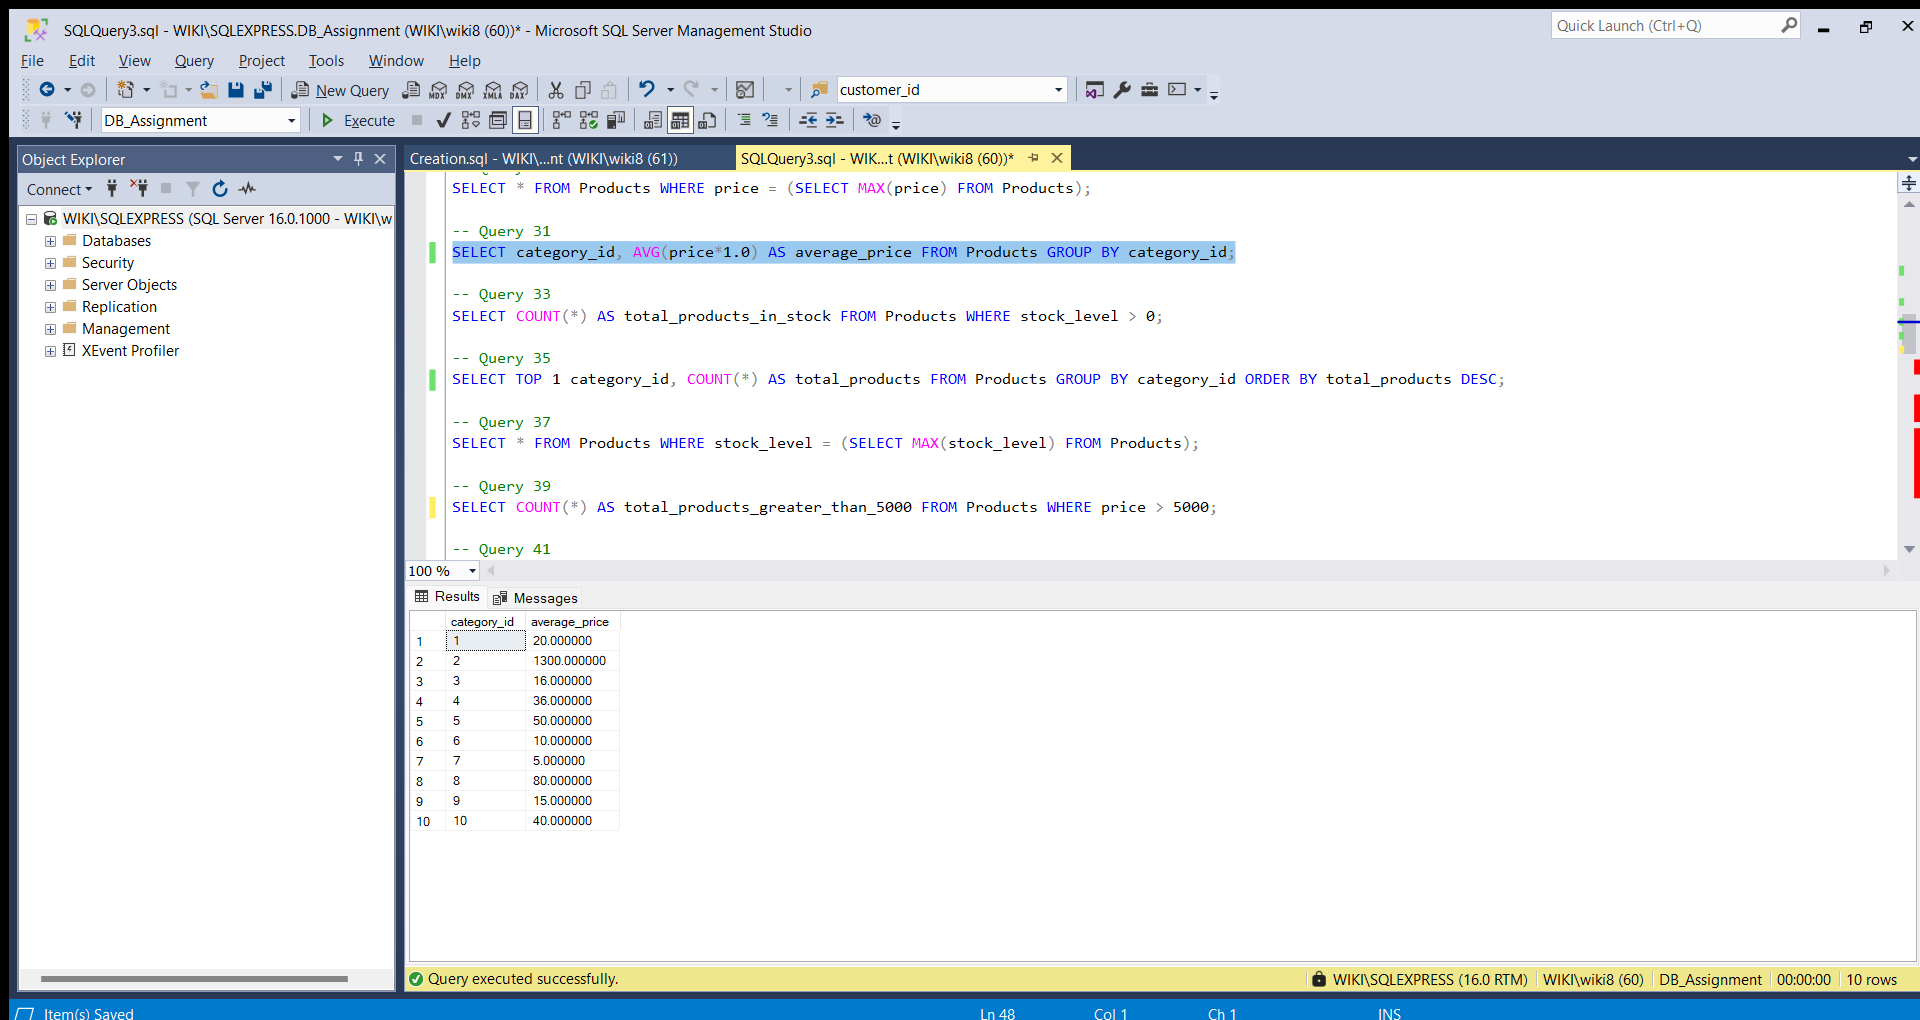 SQLQuery3.sql - WIKI\SQLEXPRESS.DB_Assignment (WIKI\wiki8 (60))* - Microsoft SQL Server Management Studio
Quick Launch (Ctrl+Q)
File Edit View Query Project Tools Window Help
New Query MDX DMX XMLA DAX customer_id
DB_Assignment Execute
Object Explorer
Creation.sql - WIKI\...nt (WIKI\wiki8 (61))
SQLQuery3.sql - WIK...t (WIKI\wiki8 (60))*
Connect
WIKI\SQLEXPRESS (SQL Server 16.0.1000 - WIKI\w
Databases
Security
Server Objects
Replication
Management
XEvent Profiler
SELECT * FROM Products WHERE price = (SELECT MAX(price) FROM Products);
-- Query 31
SELECT category_id, AVG(price*1.0) AS average_price FROM Products GROUP BY category_id;
-- Query 33
SELECT COUNT(*) AS total_products_in_stock FROM Products WHERE stock_level > 0;
-- Query 35
SELECT TOP 1 category_id, COUNT(*) AS total_products FROM Products GROUP BY category_id ORDER BY total_products DESC;
-- Query 37
SELECT * FROM Products WHERE stock_level = (SELECT MAX(stock_level) FROM Products);
-- Query 39
SELECT COUNT(*) AS total_products_greater_than_5000 FROM Products WHERE price > 5000;
-- Query 41
100 %
Results Messages
category_id average_price
1 1 20.000000
2 2 1300.000000
3 3 16.000000
4 4 36.000000
5 5 50.000000
6 6 10.000000
7 7 5.000000
8 8 80.000000
9 9 15.000000
10 10 40.000000
Query executed successfully. WIKI\SQLEXPRESS (16.0 RTM) WIKI\wiki8 (60) DB_Assignment 00:00:00 10 rows
Item(s) Saved Ln 48 Col 1 Ch 1 INS